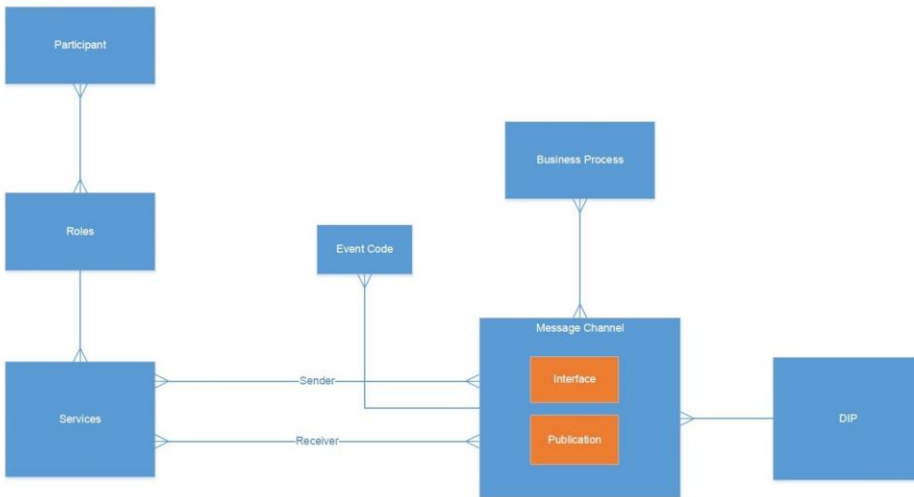 Participant
Business Process
Roles
Event Code
Message Channel
Interface
Sender
Services
DIP
Publication
Receiver